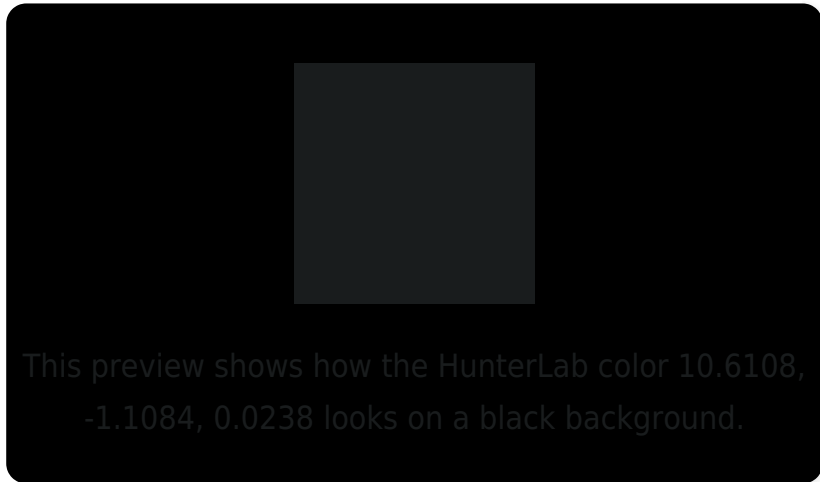 This preview shows how the HunterLab color 10.6108,
-1.1084, 0.0238 looks on a black background.